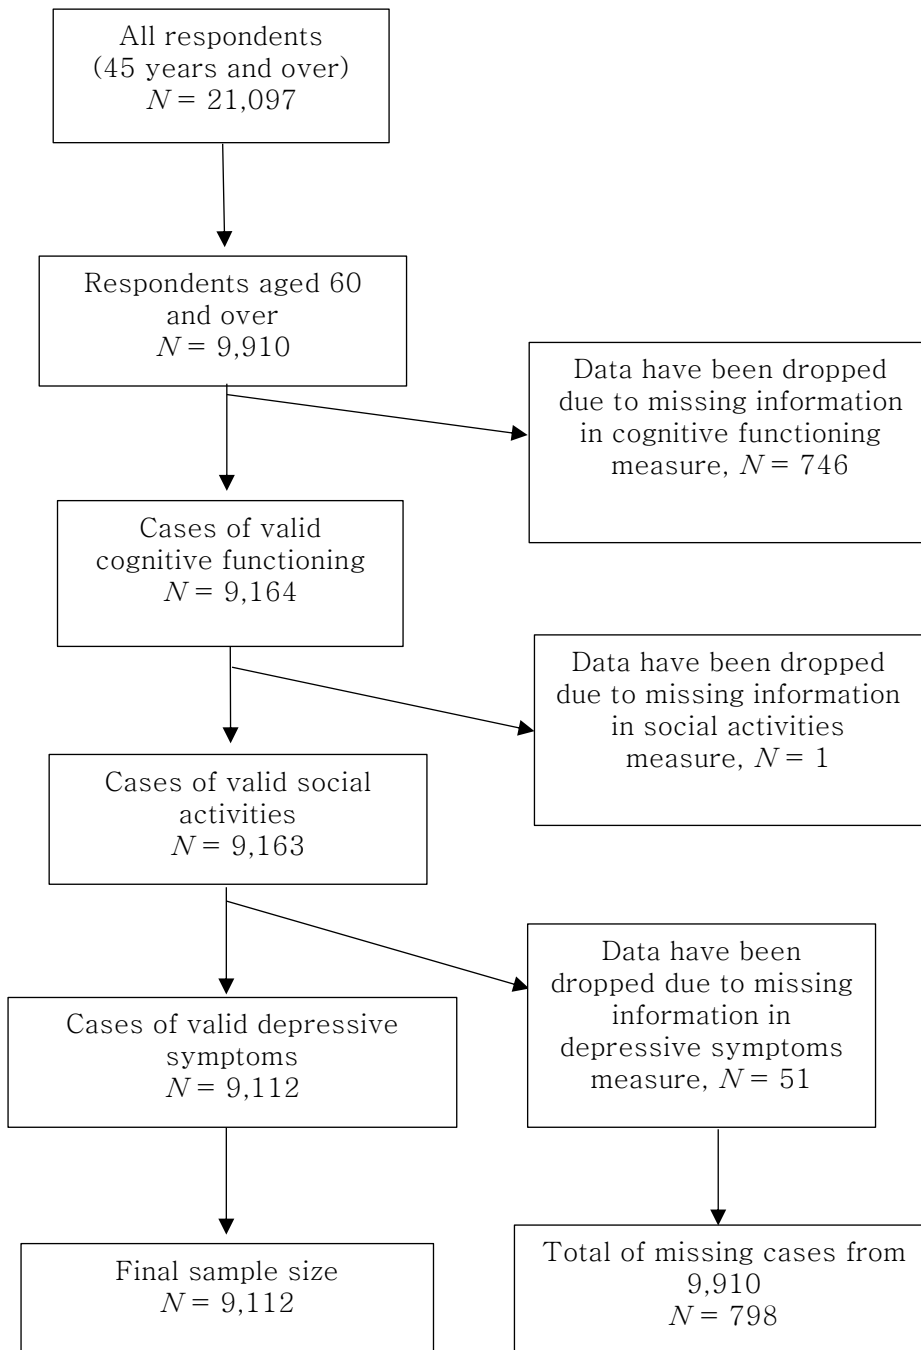 All respondents
(45 years and over)
N = 21,097
Respondents aged 60
and over
N = 9,910
Data have been dropped
due to missing information
in cognitive functioning
measure, N = 746
Cases of valid
cognitive functioning
N = 9,164
Data have been dropped
due to missing information
in social activities
measure, N = 1
Cases of valid social
activities
N = 9,163
Data have been
dropped due to missing
information in
depressive symptoms
measure, N = 51
Cases of valid depressive
symptoms
N = 9,112
Final sample size
N = 9,112
Total of missing cases from
9,910
N = 798